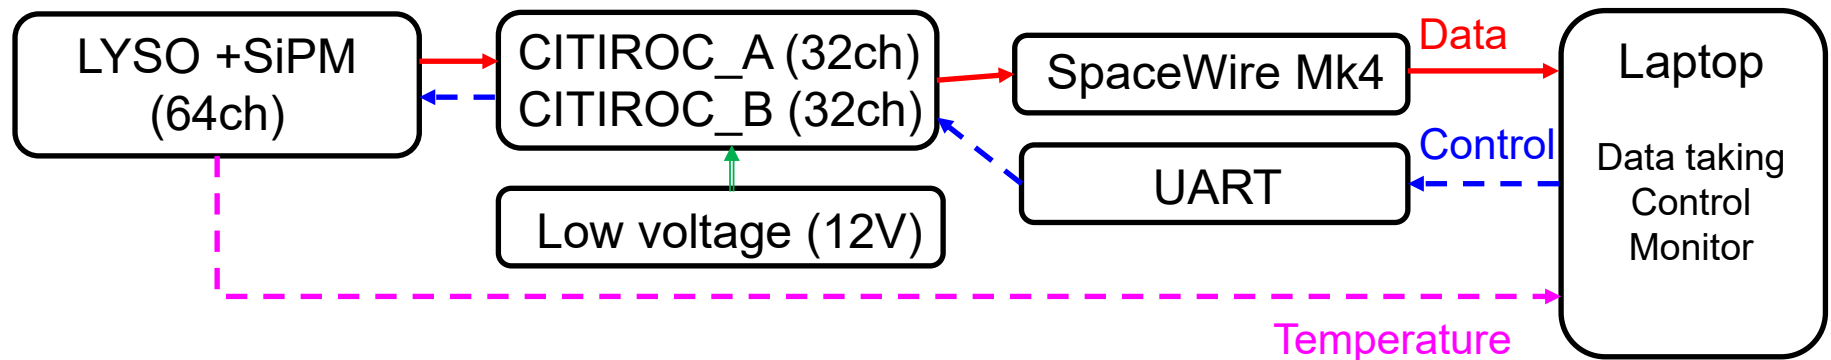 LYSO +SiPM
(64ch)
CITIROC_A (32ch)
CITIROC_B (32ch)
Low voltage (12V)
SpaceWire Mk4
UART
Data
Control
Laptop
Data taking
Control
Monitor
Temperature